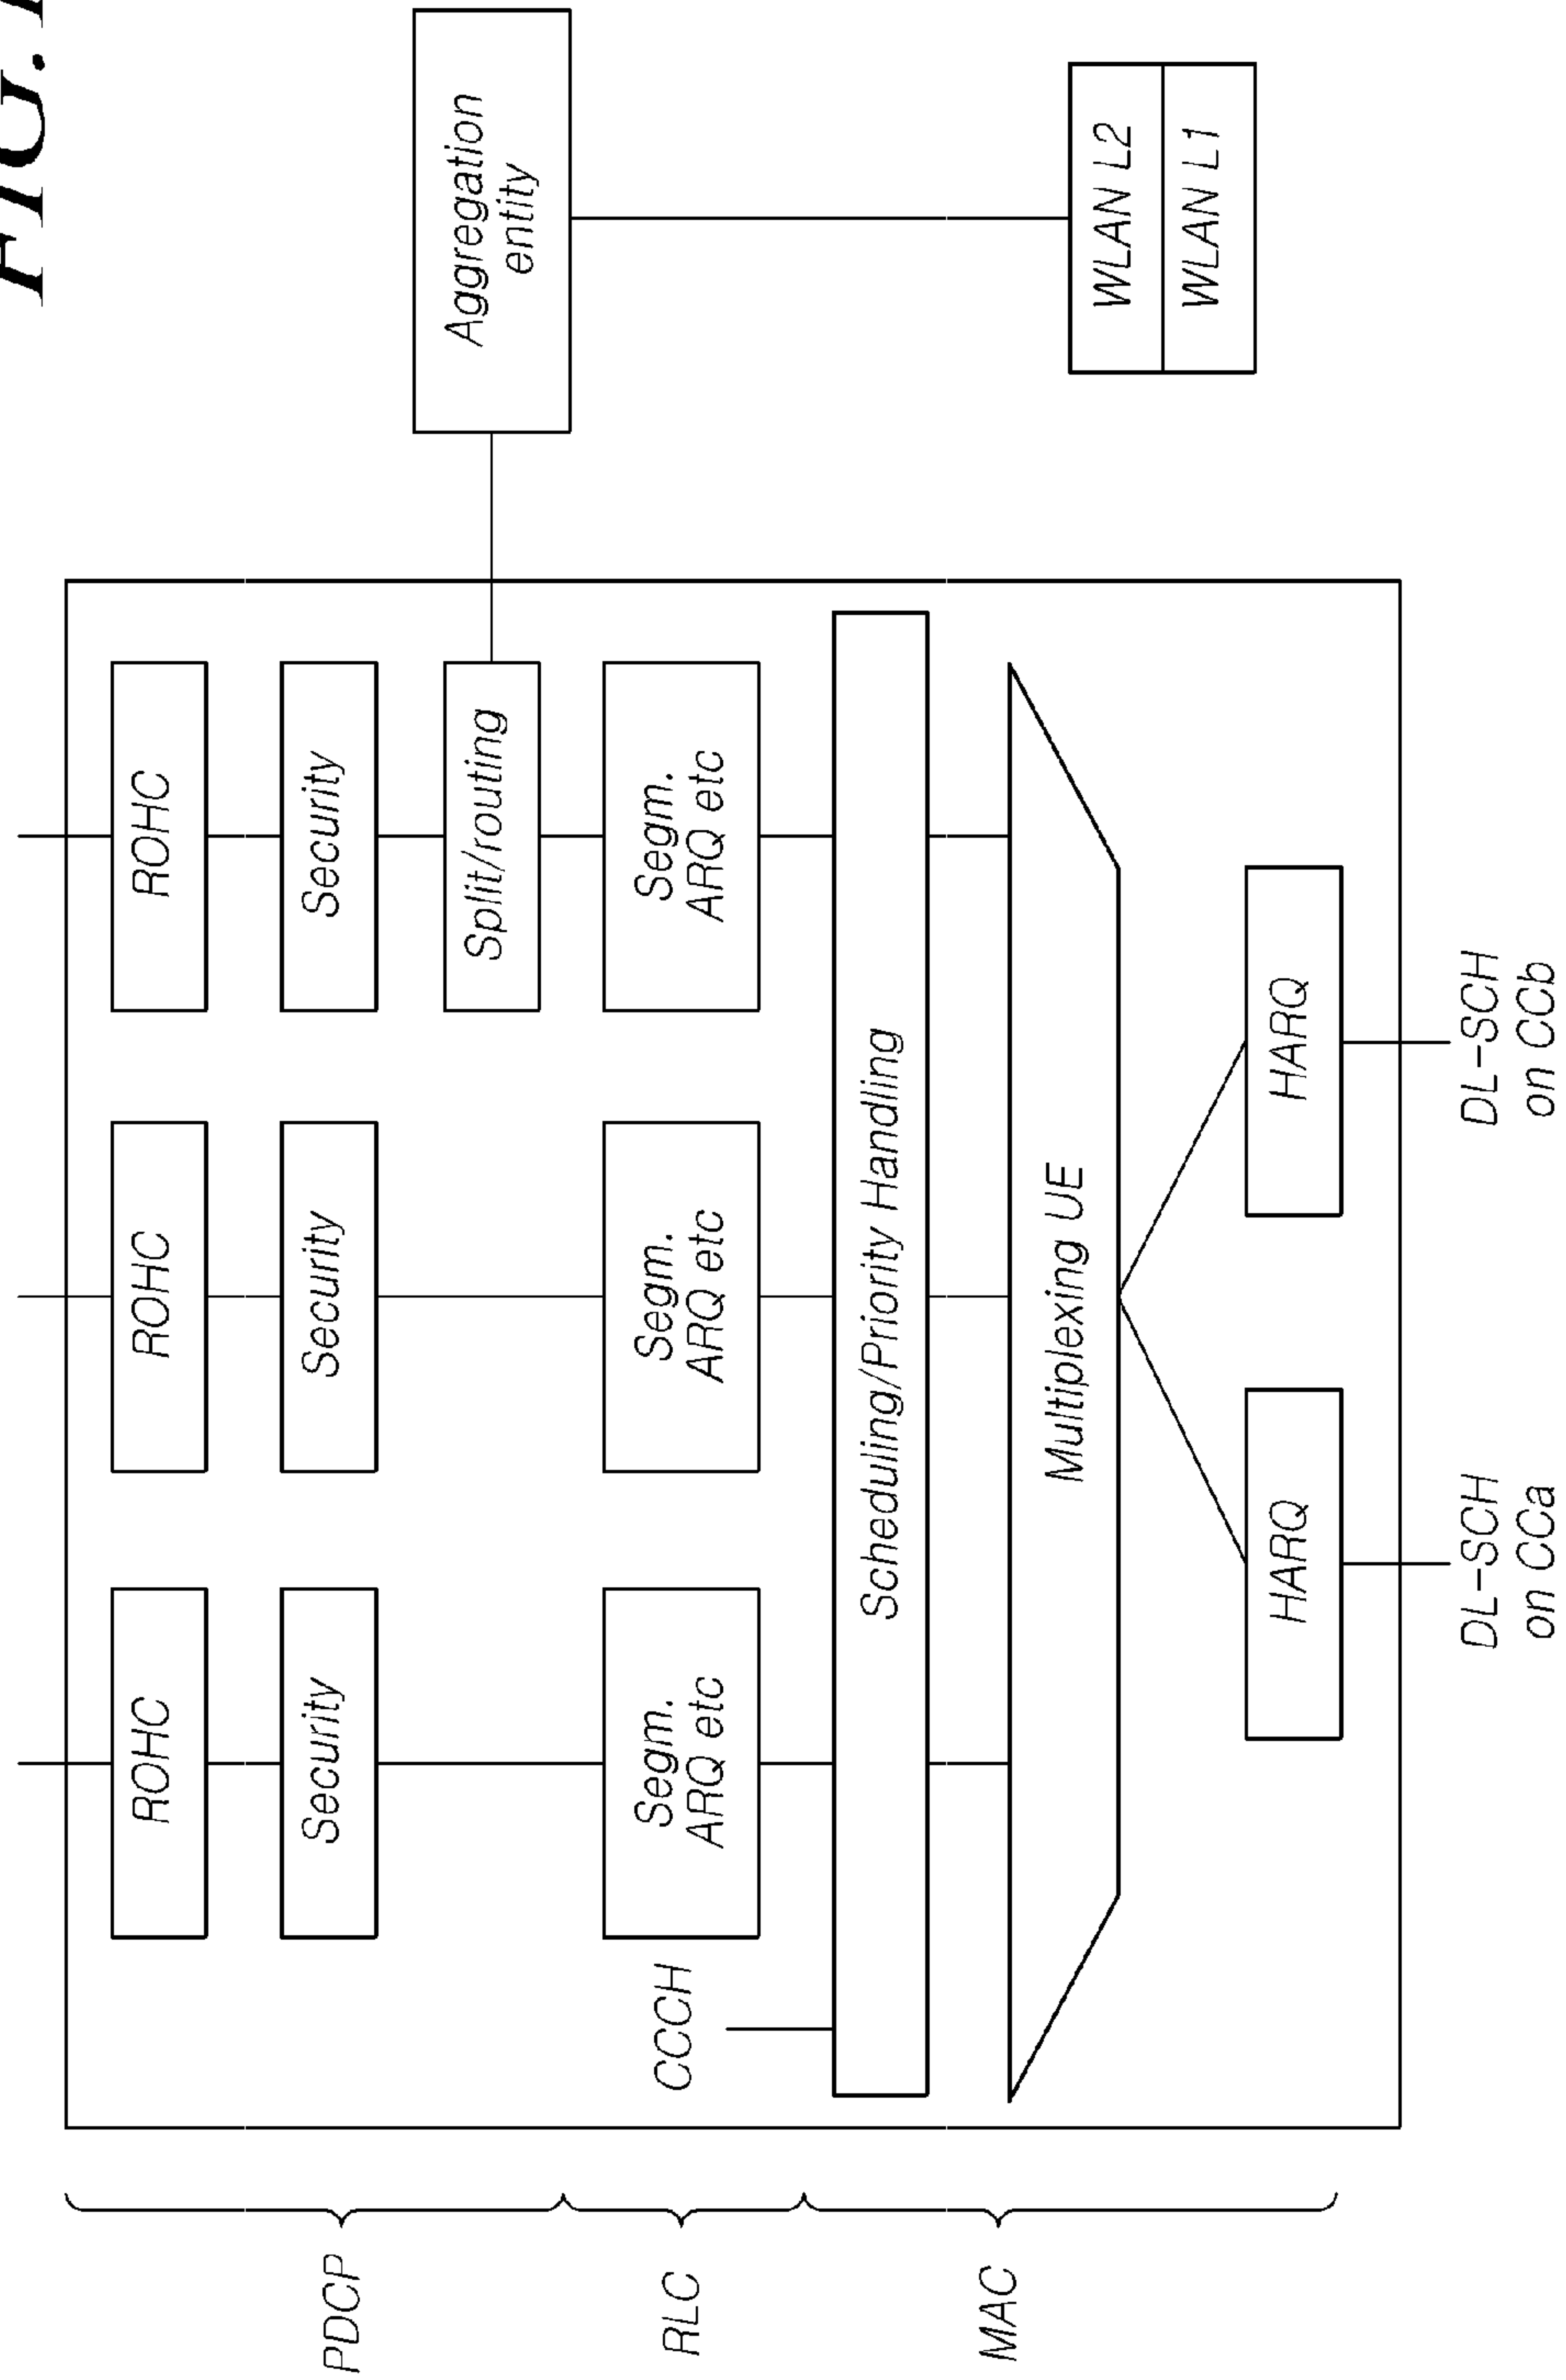 FIG.
PDCP
RLC
MAC
ROHC
ROHC
ROHC
Security
Security
Security
Split/routing
Aggregation
entity
CCCH
Segm.
ARQ etc
Segm.
ARQ etc
Segm.
ARQ etc
Scheduling/Priority Handling
Multiplexing UE
HARQ
HARQ
WLAN L2
WLAN L1
DL-SCH
on CCa
DL-SCH
on CCb